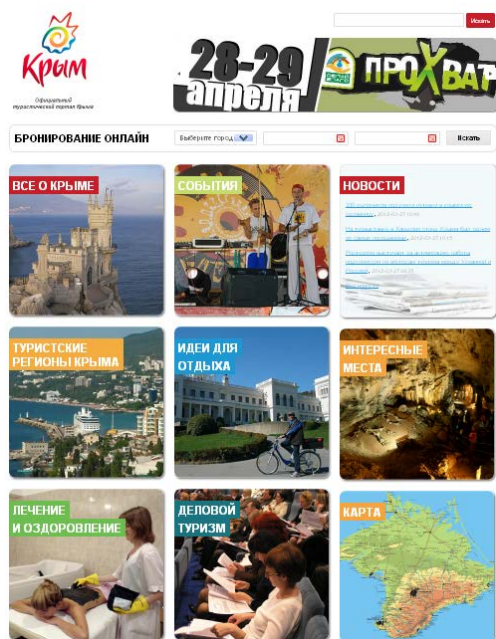 Искать
Крым
Официальный
туристический портал Крыма
28-29
апреля
ПРОХВАТ
БРОНИРОВАНИЕ ОНЛАЙН
Выберите город
Искать
ВСЕ О КРЫМЕ
СОБЫТИЯ
НОВОСТИ
ТУРИСТСКИЕ
РЕГИОНЫ КРЫМА
ИДЕИ ДЛЯ
ОТДЫХА
ИНТЕРЕСНЫЕ
МЕСТА
ЛЕЧЕНИЕ
И ОЗДОРОВЛЕНИЕ
ДЕЛОВОЙ
ТУРИЗМ
КАРТА